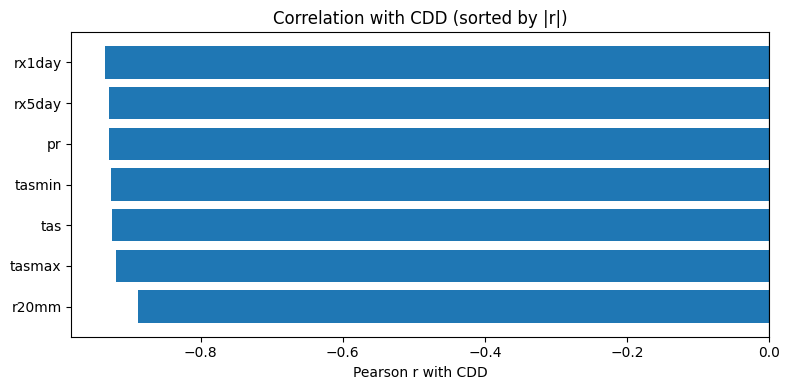 Correlation with CDD (sorted by |r|)
rx1day
rx5day
pr
tasmin
tas
tasmax
r20mm
−0.8 −0.6 −0.4 −0.2 0.0
Pearson r with CDD